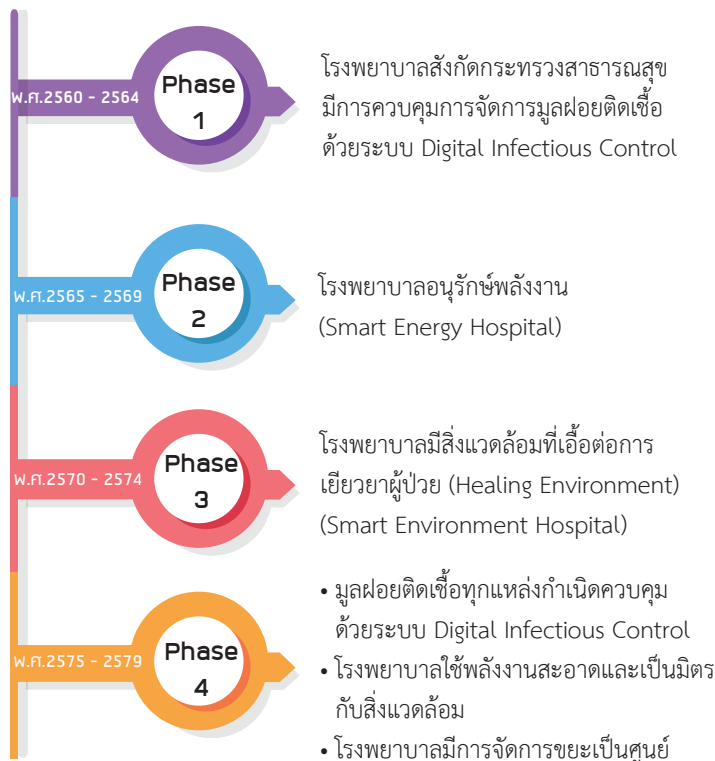 พ.ศ.2560 - 2564
Phase
1
โรงพยาบาลสังกัดกระทรวงสาธารณสุข
มีการควบคุมการจัดการมูลฝอยติดเชื้อ
ด้วยระบบ Digital Infectious Control
พ.ศ.2565 - 2569
Phase
2
โรงพยาบาลอนุรักษ์พลังงาน
(Smart Energy Hospital)
พ.ศ.2570 - 2574
Phase
3
โรงพยาบาลมีสิ่งแวดล้อมที่เอื้อต่อการ
เยียวยาผู้ป่วย (Healing Environment)
(Smart Environment Hospital)
พ.ศ.2575 - 2579
Phase
4
• มูลฝอยติดเชื้อทุกแหล่งกำเนิดควบคุม
ด้วยระบบ Digital Infectious Control
• โรงพยาบาลใช้พลังงานสะอาดและเป็นมิตร
กับสิ่งแวดล้อม
• โรงพยาบาลมีการจัดการขยะเป็นศูนย์